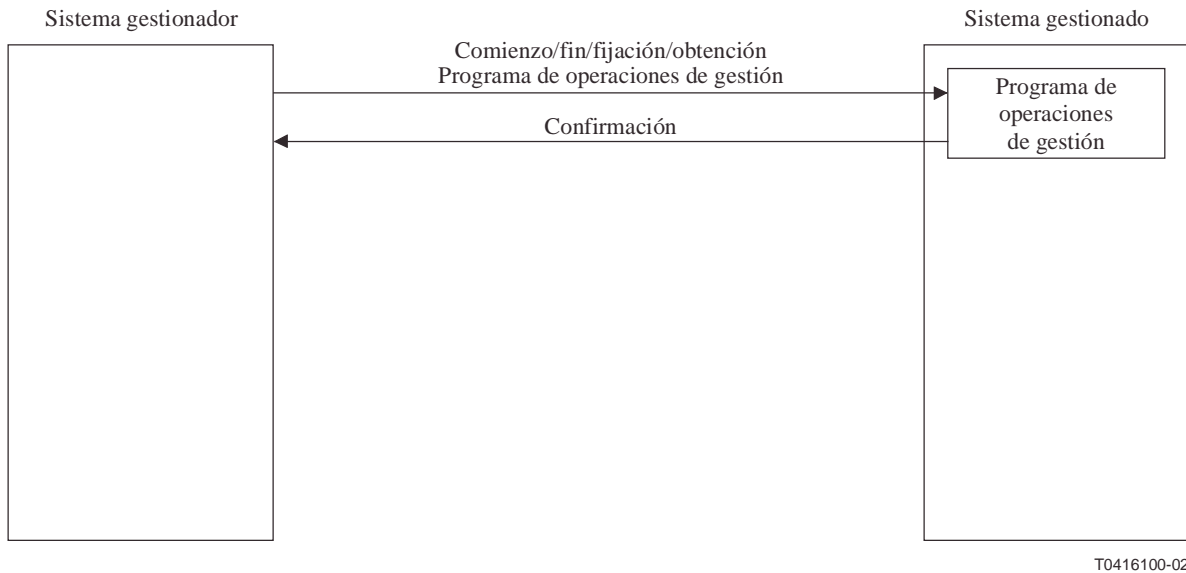 Sistema gestionador
Sistema gestionado
Comienzo/fin/fijación/obtención
Programa de operaciones de gestión
Programa de
operaciones
de gestión
Confirmación
T0416100-02